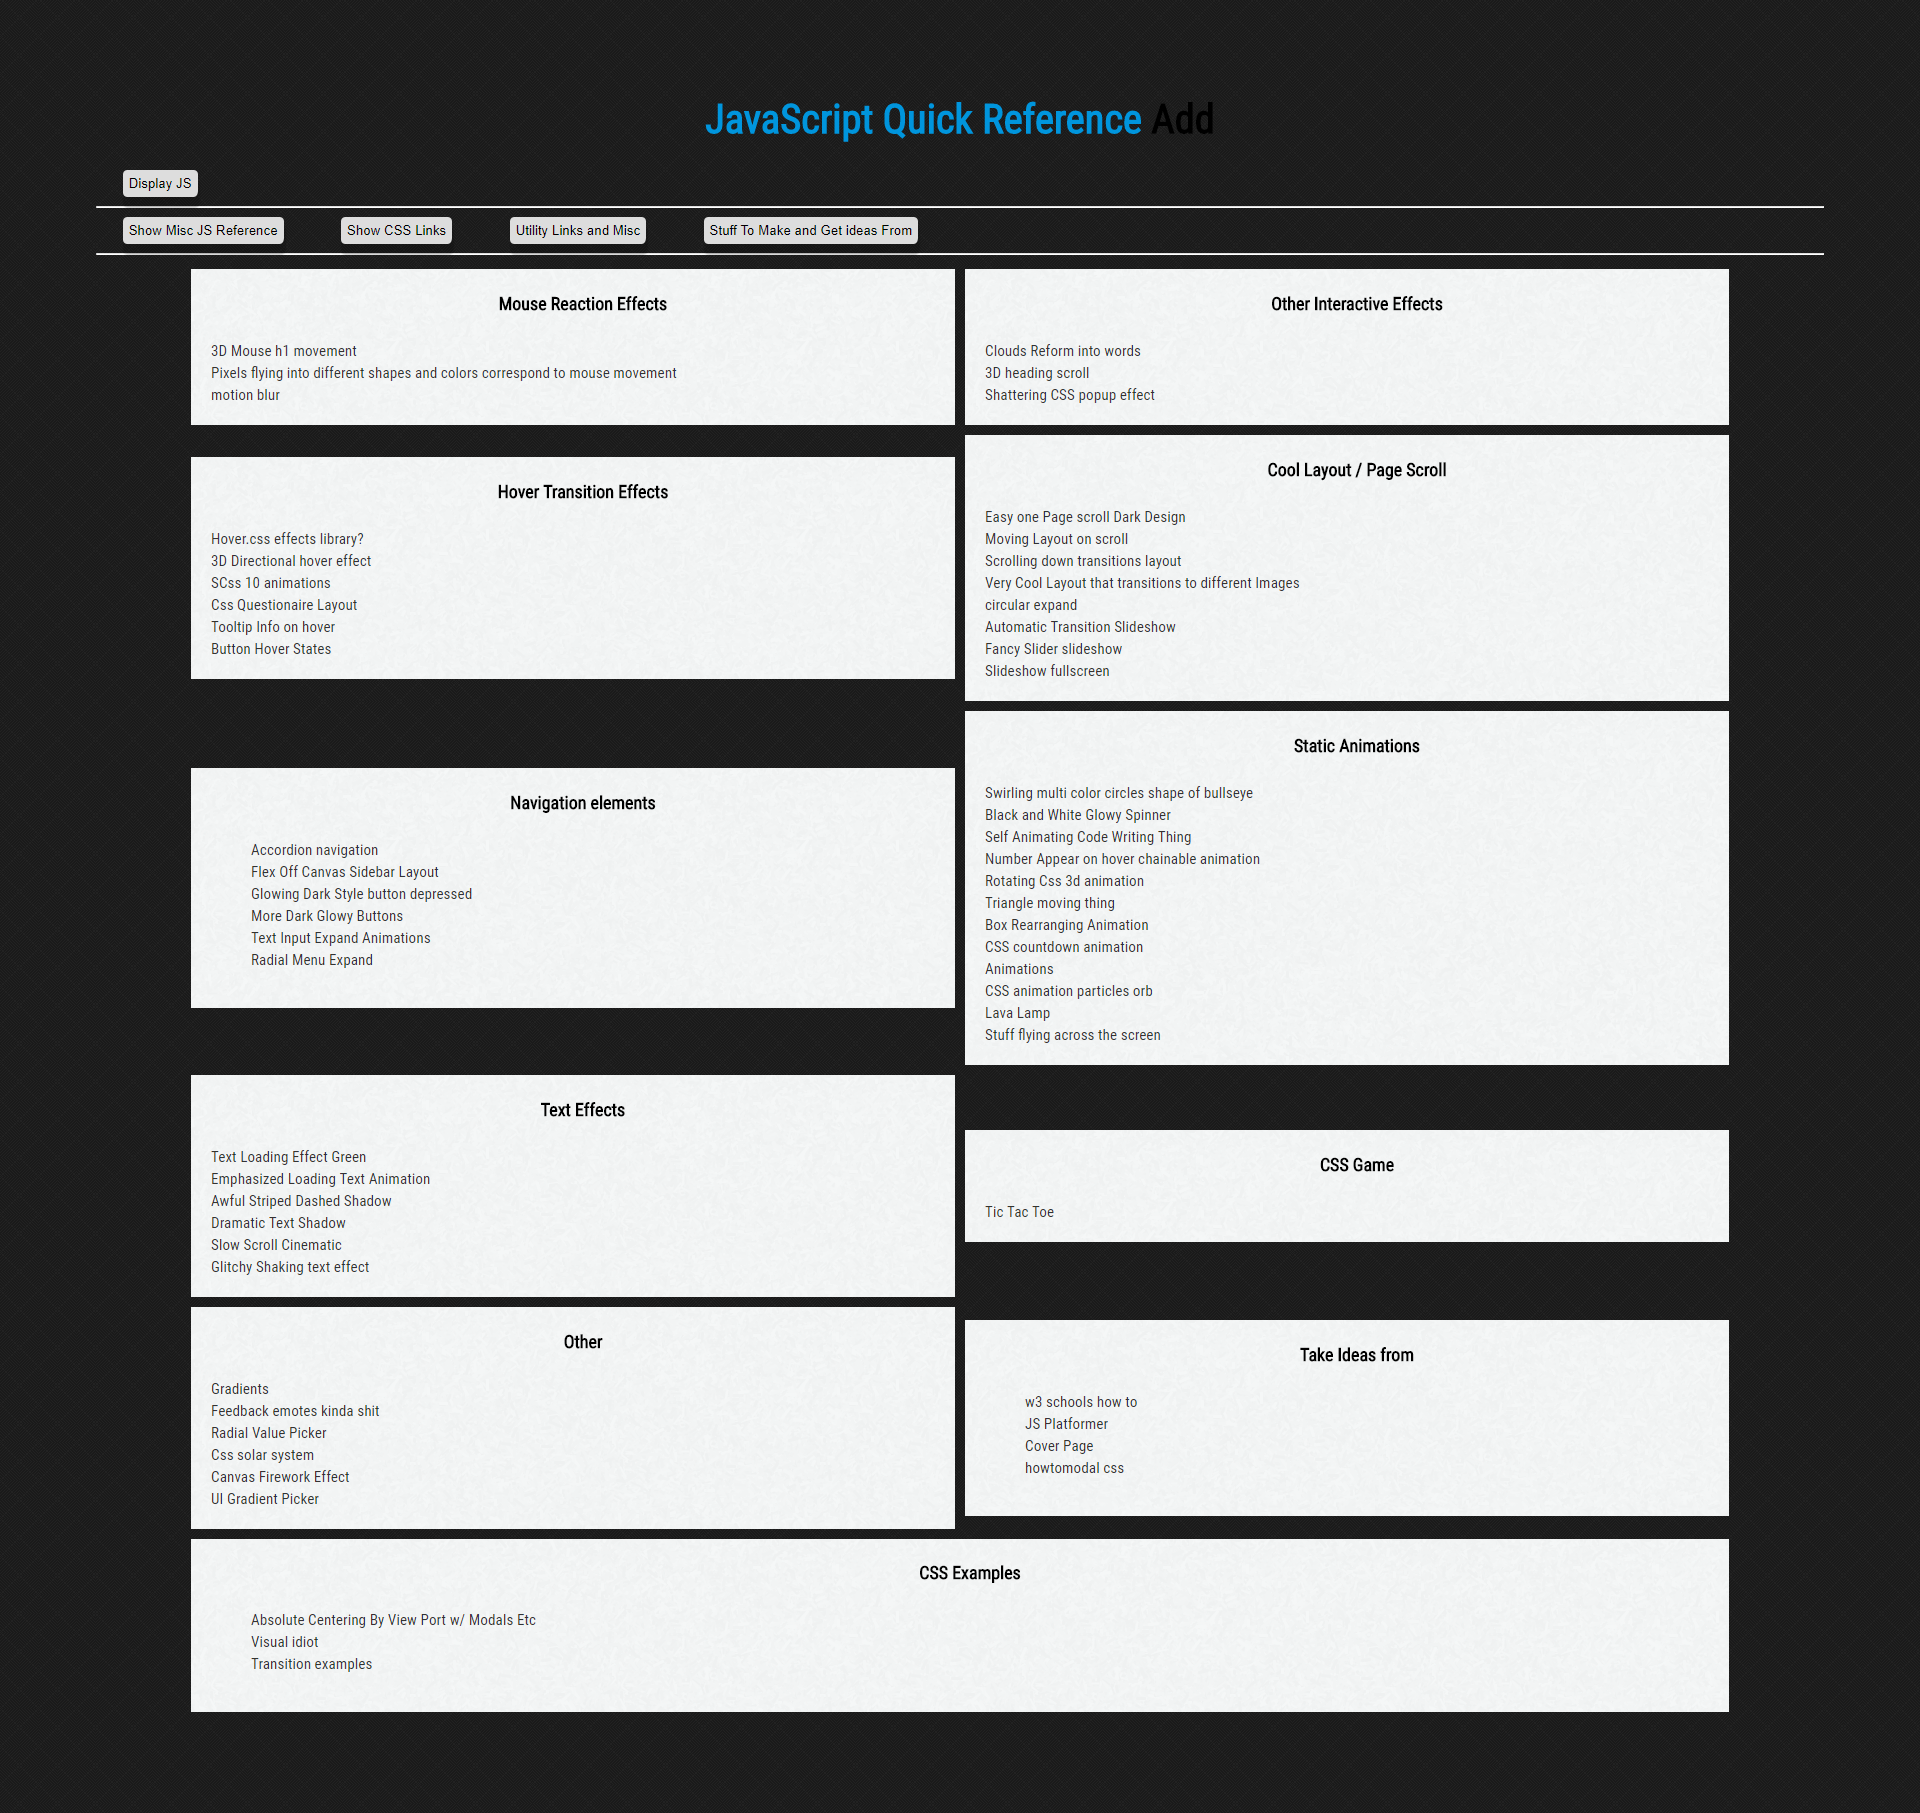 JavaScript Quick Reference Add
Display JS
Show Misc JS Reference
Show CSS Links
Utility Links and Misc
Stuff To Make and Get ideas From
Mouse Reaction Effects
3D Mouse h1 movement
Pixels flying into different shapes and colors correspond to mouse movement
motion blur
Other Interactive Effects
Clouds Reform into words
3D heading scroll
Shattering CSS popup effect
Hover Transition Effects
Hover.css effects library?
3D Directional hover effect
SCss 10 animations
Css Questionaire Layout
Tooltip Info on hover
Button Hover States
Cool Layout / Page Scroll
Easy one Page scroll Dark Design
Moving Layout on scroll
Scrolling down transitions layout
Very Cool Layout that transitions to different Images
circular expand
Automatic Transition Slideshow
Fancy Slider slideshow
Slideshow fullscreen
Navigation elements
Accordion navigation
Flex Off Canvas Sidebar Layout
Glowing Dark Style button depressed
More Dark Glowy Buttons
Text Input Expand Animations
Radial Menu Expand
Static Animations
Swirling multi color circles shape of bullseye
Black and White Glowy Spinner
Self Animating Code Writing Thing
Number Appear on hover chainable animation
Rotating Css 3d animation
Triangle moving thing
Box Rearranging Animation
CSS countdown animation
Animations
CSS animation particles orb
Lava Lamp
Stuff flying across the screen
Text Effects
Text Loading Effect Green
Emphasized Loading Text Animation
Awful Striped Dashed Shadow
Dramatic Text Shadow
Slow Scroll Cinematic
Glitchy Shaking text effect
CSS Game
Tic Tac Toe
Other
Gradients
Feedback emotes kinda shit
Radial Value Picker
Css solar system
Canvas Firework Effect
UI Gradient Picker
Take Ideas from
w3 schools how to
JS Platformer
Cover Page
howtomodal css
CSS Examples
Absolute Centering By View Port w/ Modals Etc
Visual idiot
Transition examples